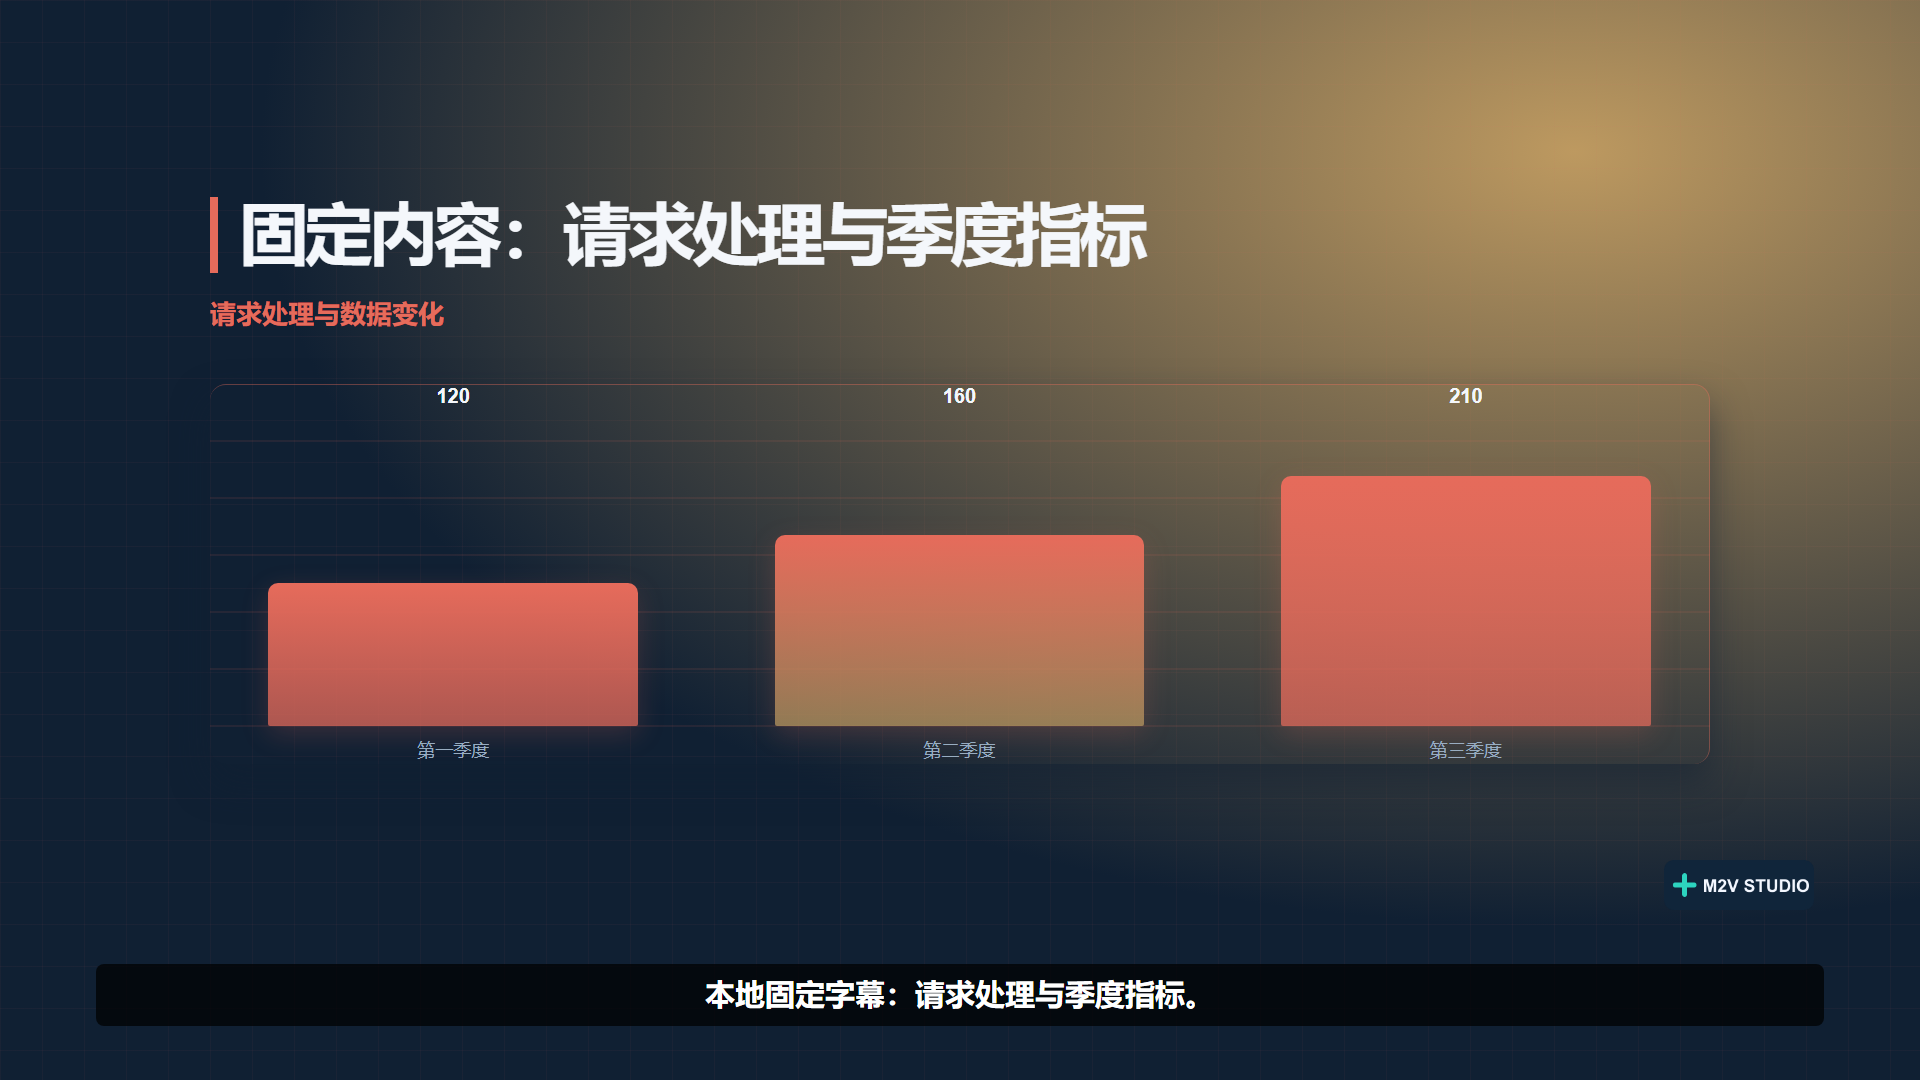 固定内容：请求处理与季度指标
请求处理与数据变化
120
160
210
第一季度
第二季度
第三季度
M2V STUDIO
本地固定字幕：请求处理与季度指标。